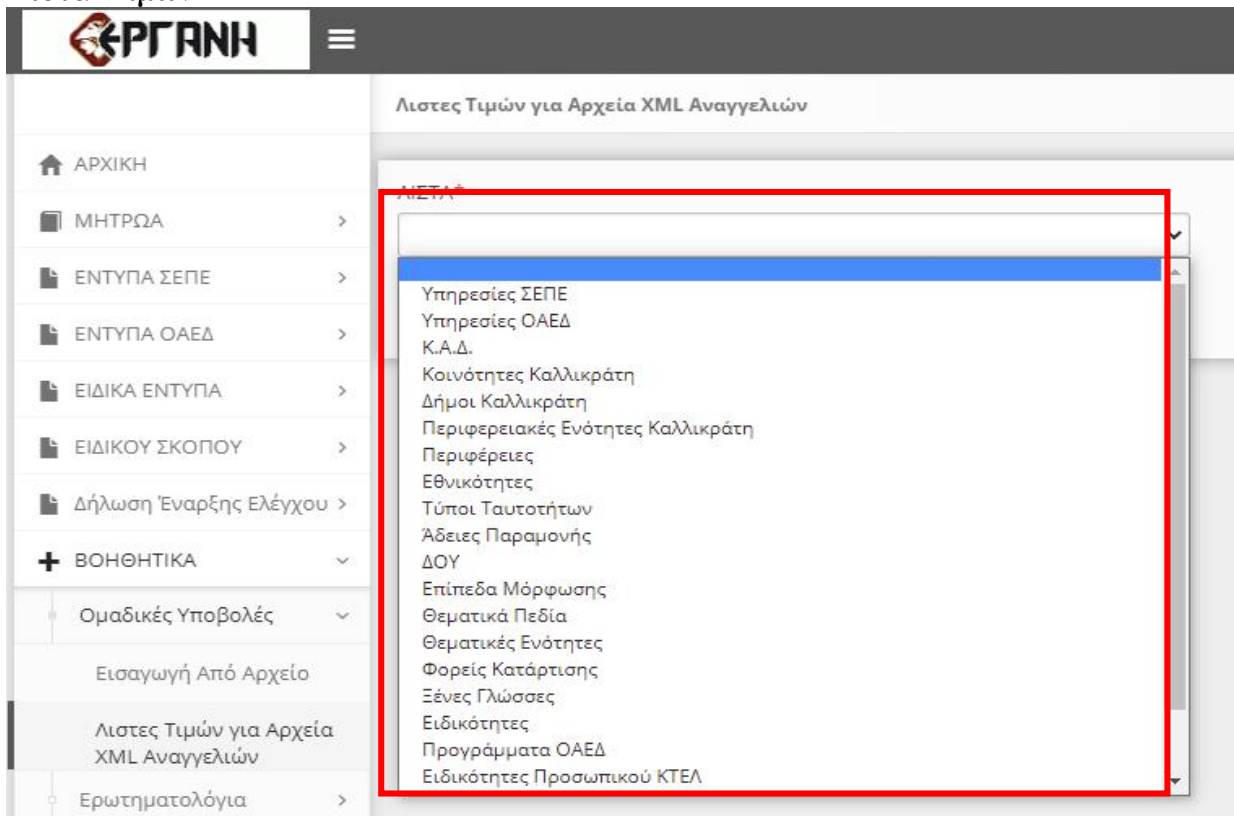 ΕΡΓΑΝΗ
Λιστες Τιμών για Αρχεία XML Αναγγελιών
ΑΡΧΙΚΗ
ΜΗΤΡΩΑ
ΕΝΤΥΠΑ ΣΕΠΕ
ΕΝΤΥΠΑ ΟΑΕΔ
ΕΙΔΙΚΑ ΕΝΤΥΠΑ
ΕΙΔΙΚΟΥ ΣΚΟΠΟΥ
Δήλωση Έναρξης Ελέγχου
ΒΟΗΘΗΤΙΚΑ
Ομαδικές Υποβολές
Εισαγωγή Από Αρχείο
Λιστες Τιμών για Αρχεία
XML Αναγγελιών
Ερωτηματολόγια
ΛΙΣΤΑ*
Υπηρεσίες ΣΕΠΕ
Υπηρεσίες ΟΑΕΔ
Κ.Α.Δ.
Κοινότητες Καλλικράτη
Δήμοι Καλλικράτη
Περιφερειακές Ενότητες Καλλικράτη
Περιφέρειες
Εθνικότητες
Τύποι Ταυτοτήτων
Άδειες Παραμονής
ΔΟΥ
Επίπεδα Μόρφωσης
Θεματικά Πεδία
Θεματικές Ενότητες
Φορείς Κατάρτισης
Ξένες Γλώσσες
Ειδικότητες
Προγράμματα ΟΑΕΔ
Ειδικότητες Προσωπικού ΚΤΕΛ